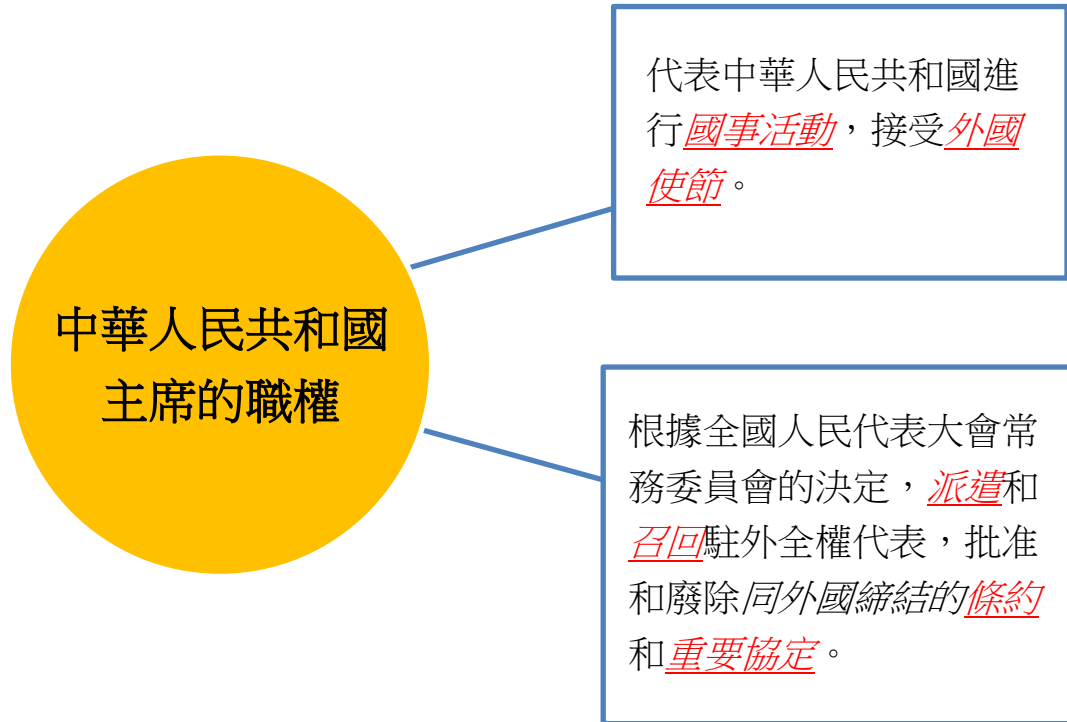 中華人民共和國
主席的職權
代表中華人民共和國進
行國事活動，接受外國
使節。
根據全國人民代表大會常
務委員會的決定，派遣和
召回駐外全權代表，批准
和廢除同外國締結的條約
和重要協定。